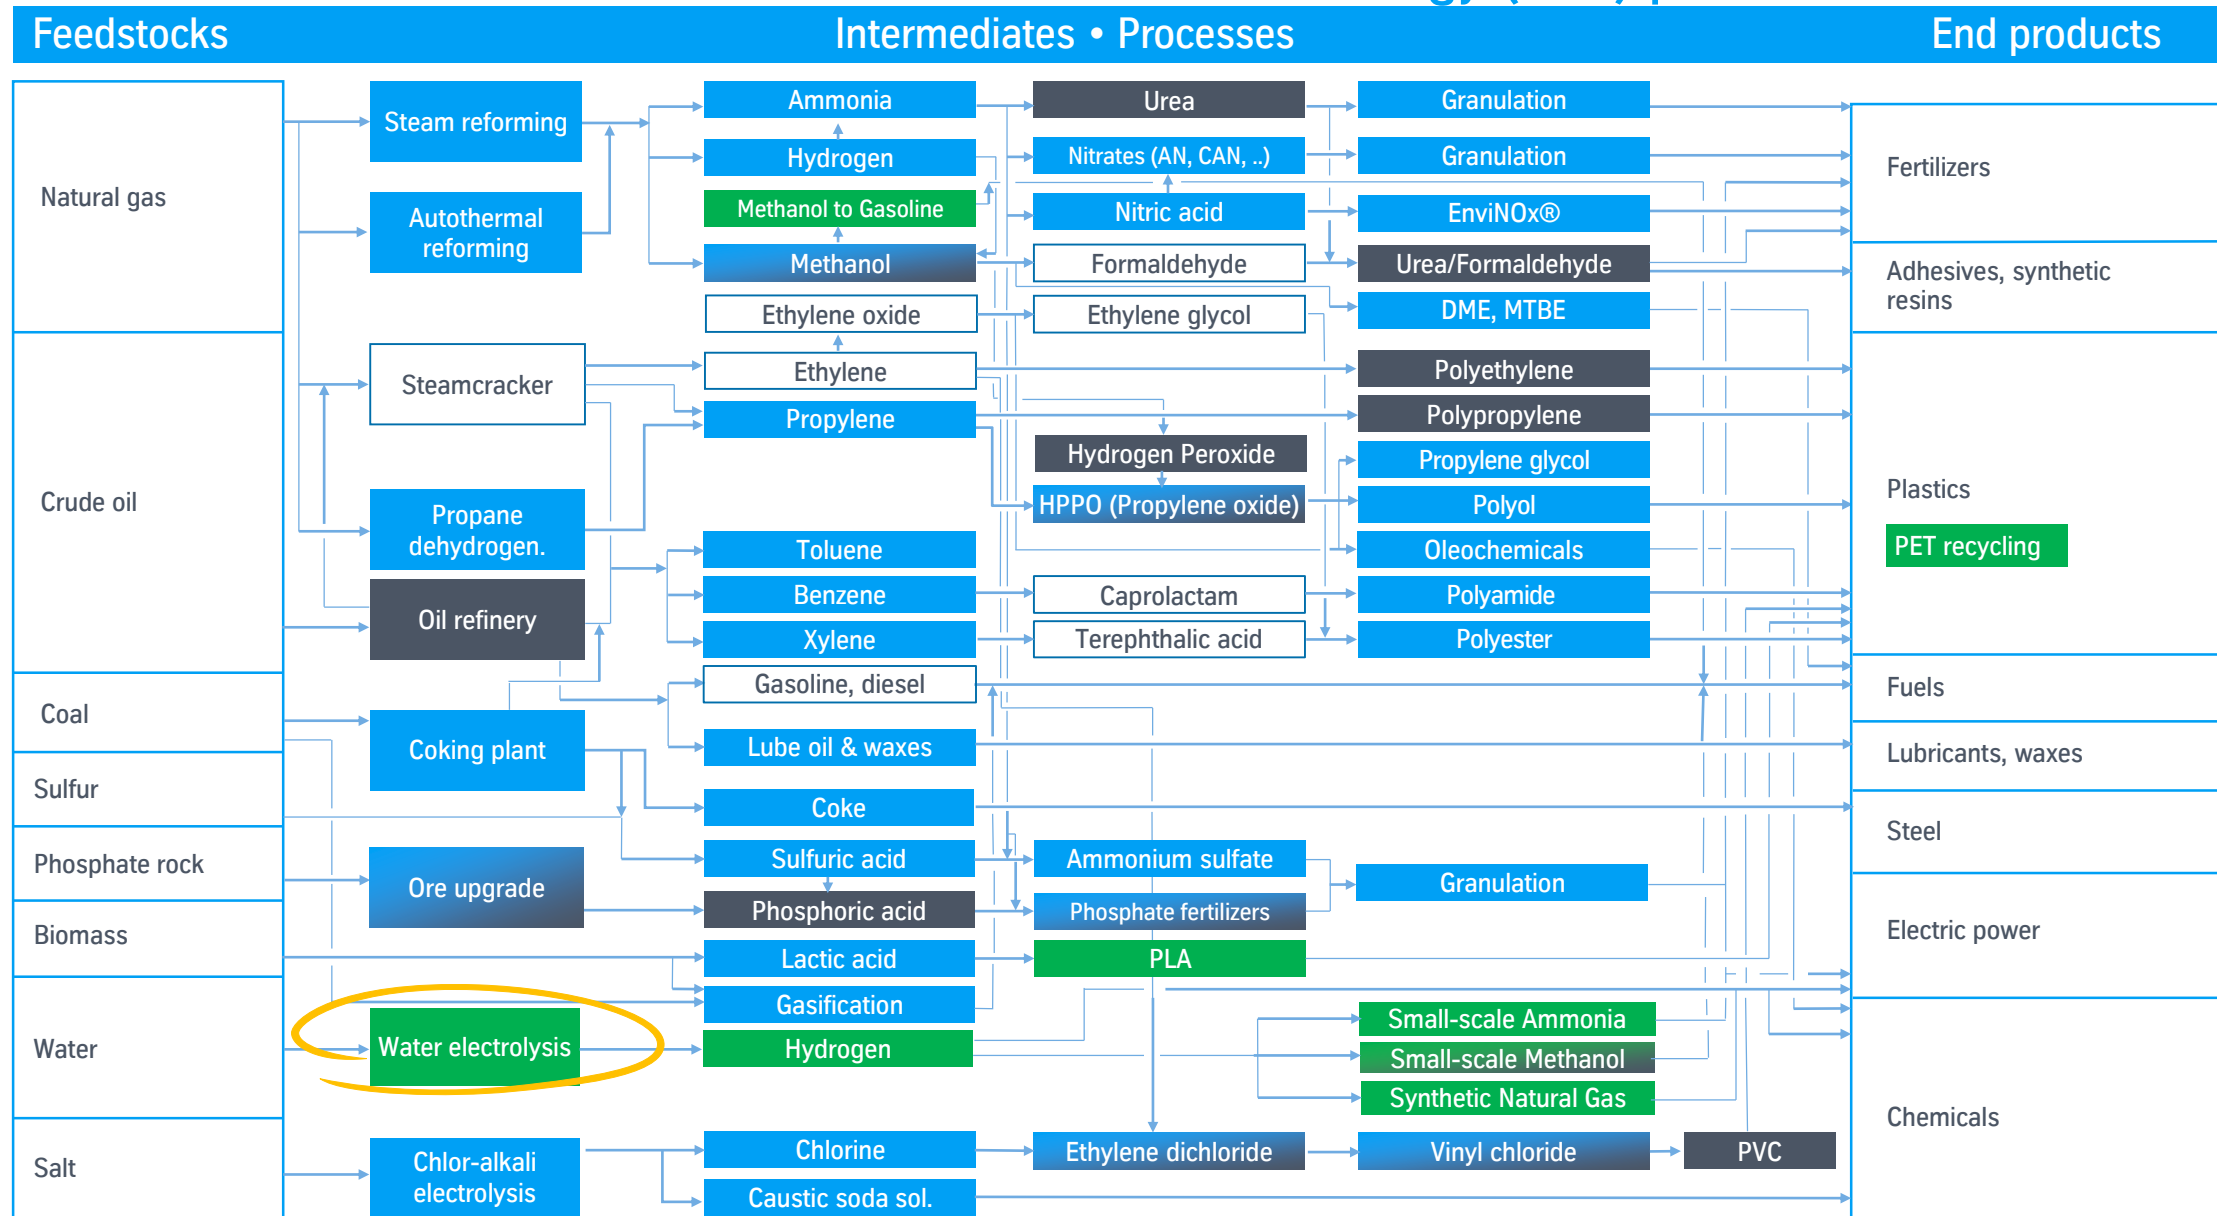 Feedstocks
Intermediates • Processes
End products
Natural gas
Crude oil
Coal
Sulfur
Phosphate rock
Biomass
Water
Salt
Steam reforming
Autothermal
reforming
Steamcracker
Propane
dehydrogen.
Oil refinery
Coking plant
Ore upgrade
Water electrolysis
Chlor-alkali
electrolysis
Ammonia
Hydrogen
Methanol to Gasoline
Methanol
Ethylene oxide
Ethylene
Propylene
Toluene
Benzene
Xylene
Gasoline, diesel
Lube oil & waxes
Coke
Sulfuric acid
Phosphoric acid
Lactic acid
Gasification
Hydrogen
Chlorine
Caustic soda sol.
Urea
Nitrates (AN, CAN, ..)
Nitric acid
Formaldehyde
Ethylene glycol
Hydrogen Peroxide
HPPO (Propylene oxide)
Caprolactam
Terephthalic acid
Ammonium sulfate
Phosphate fertilizers
PLA
Ethylene dichloride
Granulation
Granulation
EnviNOx®
Urea/Formaldehyde
DME, MTBE
Polyethylene
Polypropylene
Propylene glycol
Polyol
Oleochemicals
Polyamide
Polyester
Granulation
Small-scale Ammonia
Small-scale Methanol
Synthetic Natural Gas
Vinyl chloride
PVC
Fertilizers
Adhesives, synthetic
resins
Plastics
PET recycling
Fuels
Lubricants, waxes
Steel
Electric power
Chemicals